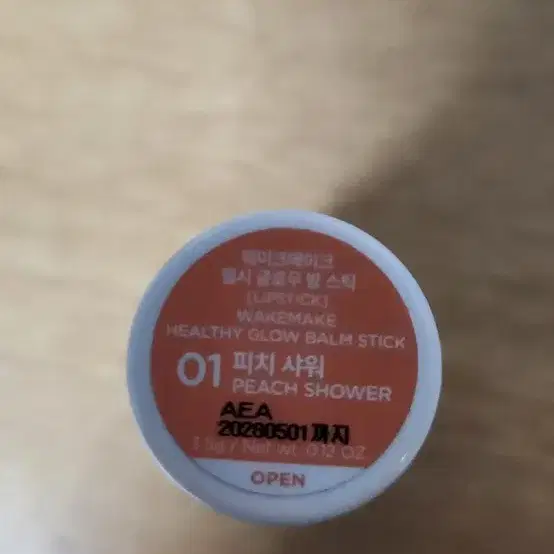 웨이크메이크
헬시 글로우 밤 스틱
[LIPSTICK]
WAKEMAKE
HEALTHY GLOW BALM STICK
01 피치 샤워
PEACH SHOWER
AEA
20280501까지
/ Net wt. 0.12 OZ.
OPEN